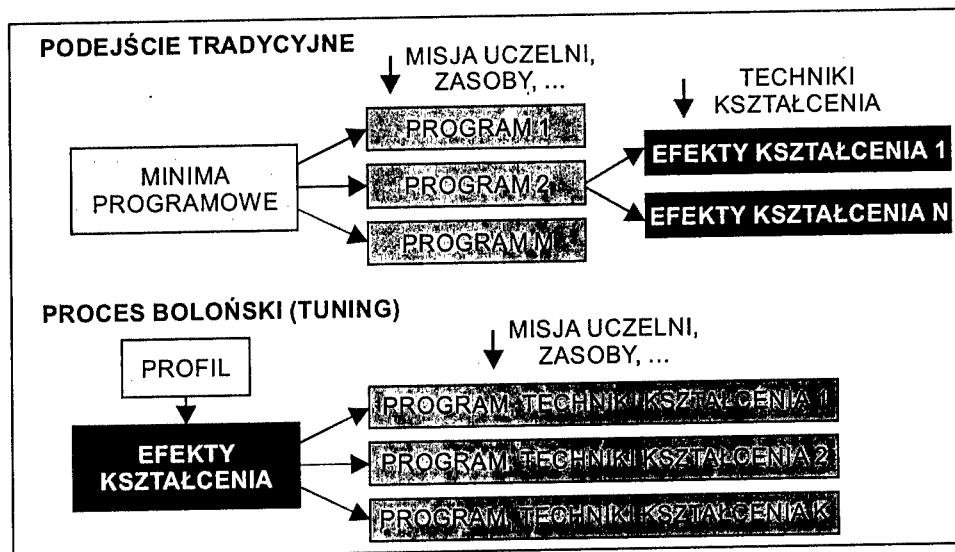 PODEJŚCIE TRADYCYJNE
MISJA UCZELNI,
ZASOBY, ...
TECHNIKI
KSZTAŁCENIA
MINIMA
PROGRAMOWE
PROGRAM 1
PROGRAM 2
PROGRAM M
EFEKTY KSZTAŁCENIA 1
EFEKTY KSZTAŁCENIA N
PROCES BOLOŃSKI (TUNING)
MISJA UCZELNI,
ZASOBY, ...
PROFIL
EFEKTY
KSZTAŁCENIA
PROGRAM, TECHNIKI KSZTAŁCENIA 1
PROGRAM, TECHNIKI KSZTAŁCENIA 2
PROGRAM, TECHNIKI KSZTAŁCENIA K